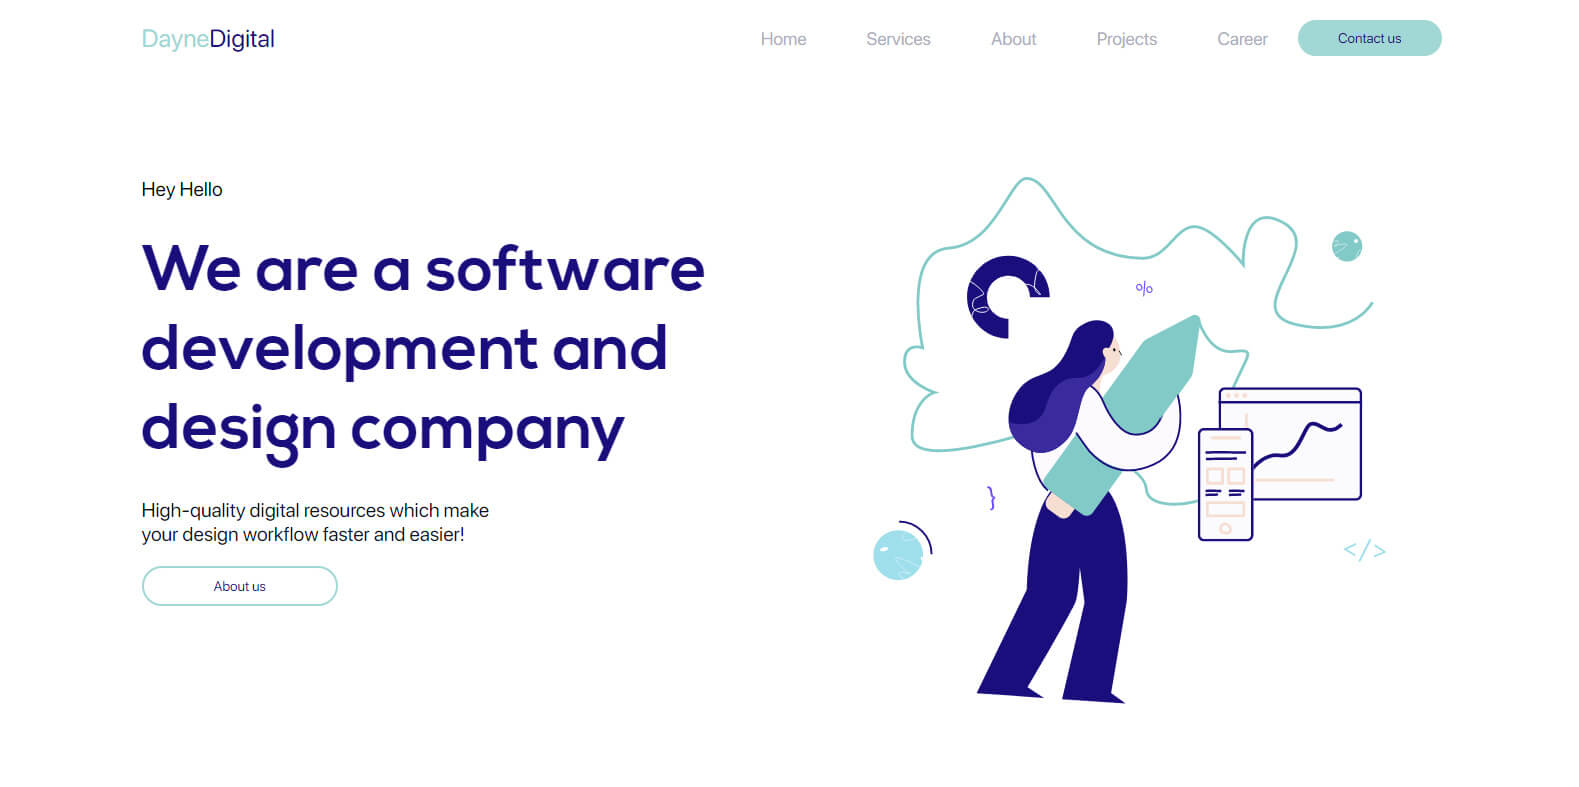 DayneDigital
Home Services About Projects Career Contact us
Hey Hello
We are a software
development and
design company
High-quality digital resources which make
your design workflow faster and easier!
About us
%
}
</>